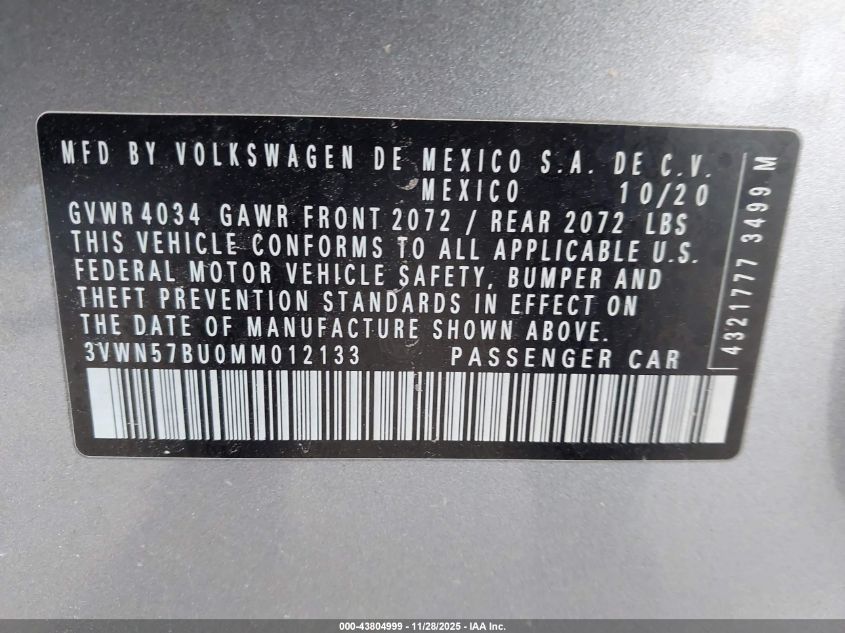 MFD BY VOLKSWAGEN DE MEXICO S.A. DE C.V.
MEXICO 10/20
GVWR 4034 GAWR FRONT 2072 / REAR 2072 LBS
THIS VEHICLE CONFORMS TO ALL APPLICABLE U.S.
FEDERAL MOTOR VEHICLE SAFETY, BUMPER AND
THEFT PREVENTION STANDARDS IN EFFECT ON
THE DATE OF MANUFACTURE SHOWN ABOVE.
3VWN57BU0MM012133 PASSENGER CAR
4321777 3499 M
000-43804999 - 11/28/2025 - IAA Inc.